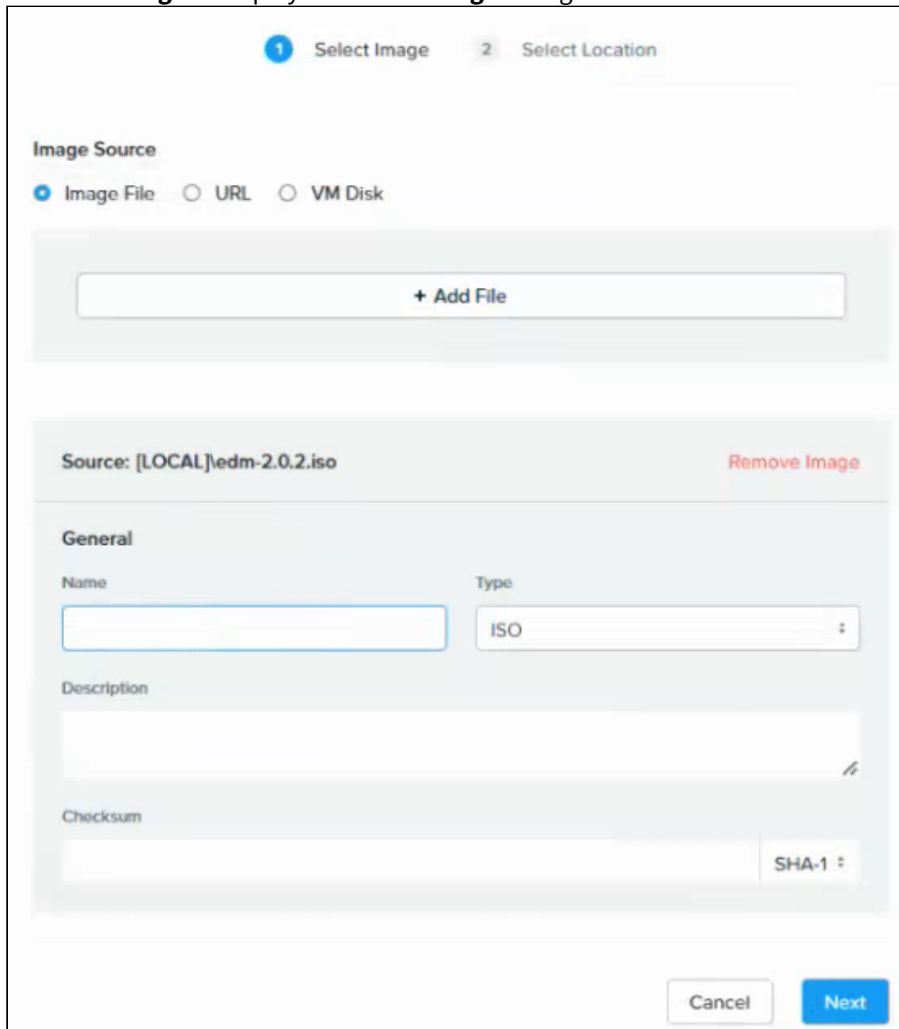 1 Select Image 2 Select Location
Image Source
Image File URL VM Disk
+ Add File
Source: [LOCAL]\edm-2.0.2.iso Remove Image
General
Name Type
ISO
Description
Checksum
SHA-1
Cancel Next